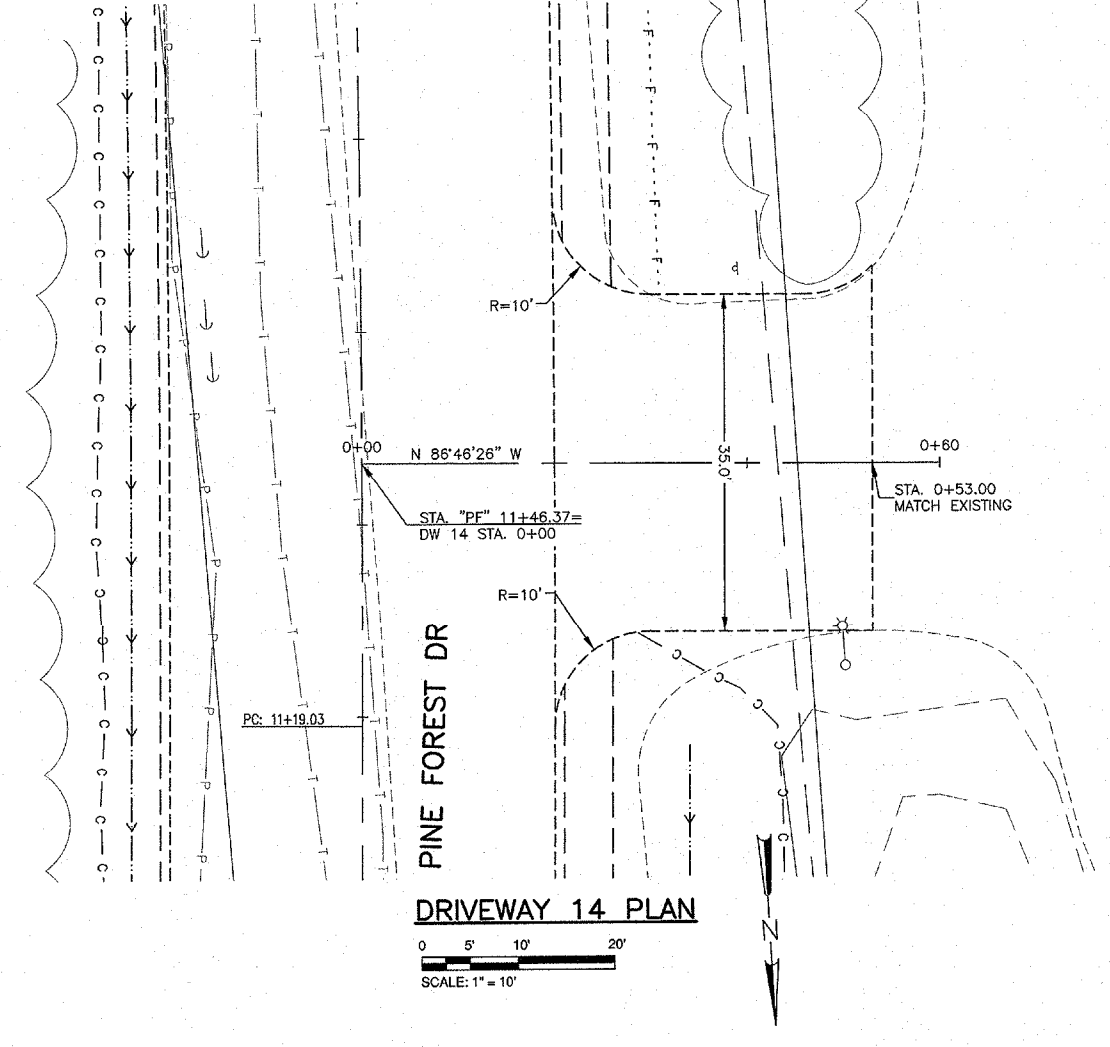 R=10'
0+00
N 86°46'26" W
0+60
35.0'
STA. 0+53.00
MATCH EXISTING
STA. "PF" 11+46.37=
DW 14 STA. 0+00
R=10'
PINE FOREST DR
PC: 11+19.03
DRIVEWAY 14 PLAN
0 5' 10' 20'
SCALE: 1" = 10'
N